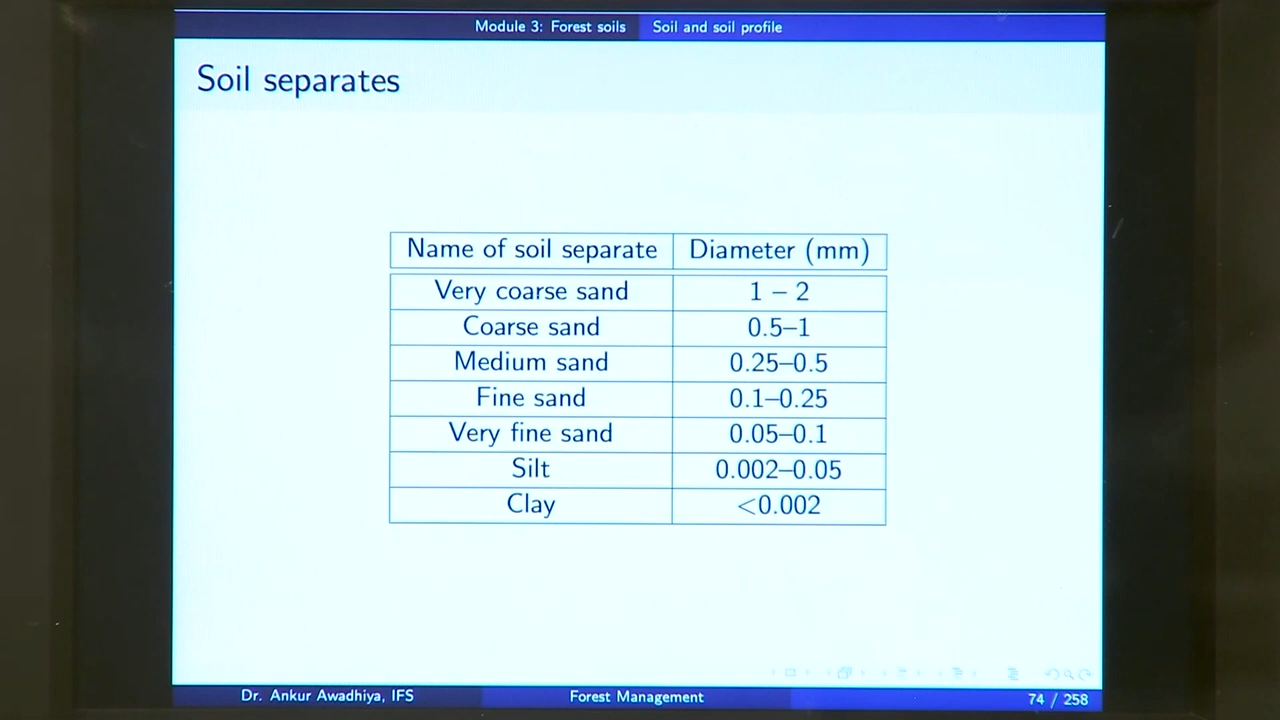 Module 3: Forest soils Soil and soil profile
Soil separates
Name of soil separate Diameter (mm)
Very coarse sand 1 – 2
Coarse sand 0.5–1
Medium sand 0.25–0.5
Fine sand 0.1–0.25
Very fine sand 0.05–0.1
Silt 0.002–0.05
Clay <0.002
Dr. Ankur Awadhiya, IFS Forest Management 74 / 258